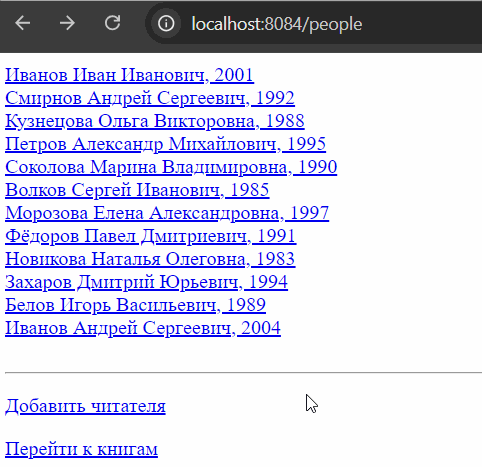 localhost:8084/people
Иванов Иван Иванович, 2001
Смирнов Андрей Сергеевич, 1992
Кузнецова Ольга Викторовна, 1988
Петров Александр Михайлович, 1995
Соколова Марина Владимировна, 1990
Волков Сергей Иванович, 1985
Морозова Елена Александровна, 1997
Фёдоров Павел Дмитриевич, 1991
Новикова Наталья Олеговна, 1983
Захаров Дмитрий Юрьевич, 1994
Белов Игорь Васильевич, 1989
Иванов Андрей Сергеевич, 2004
Добавить читателя
Перейти к книгам